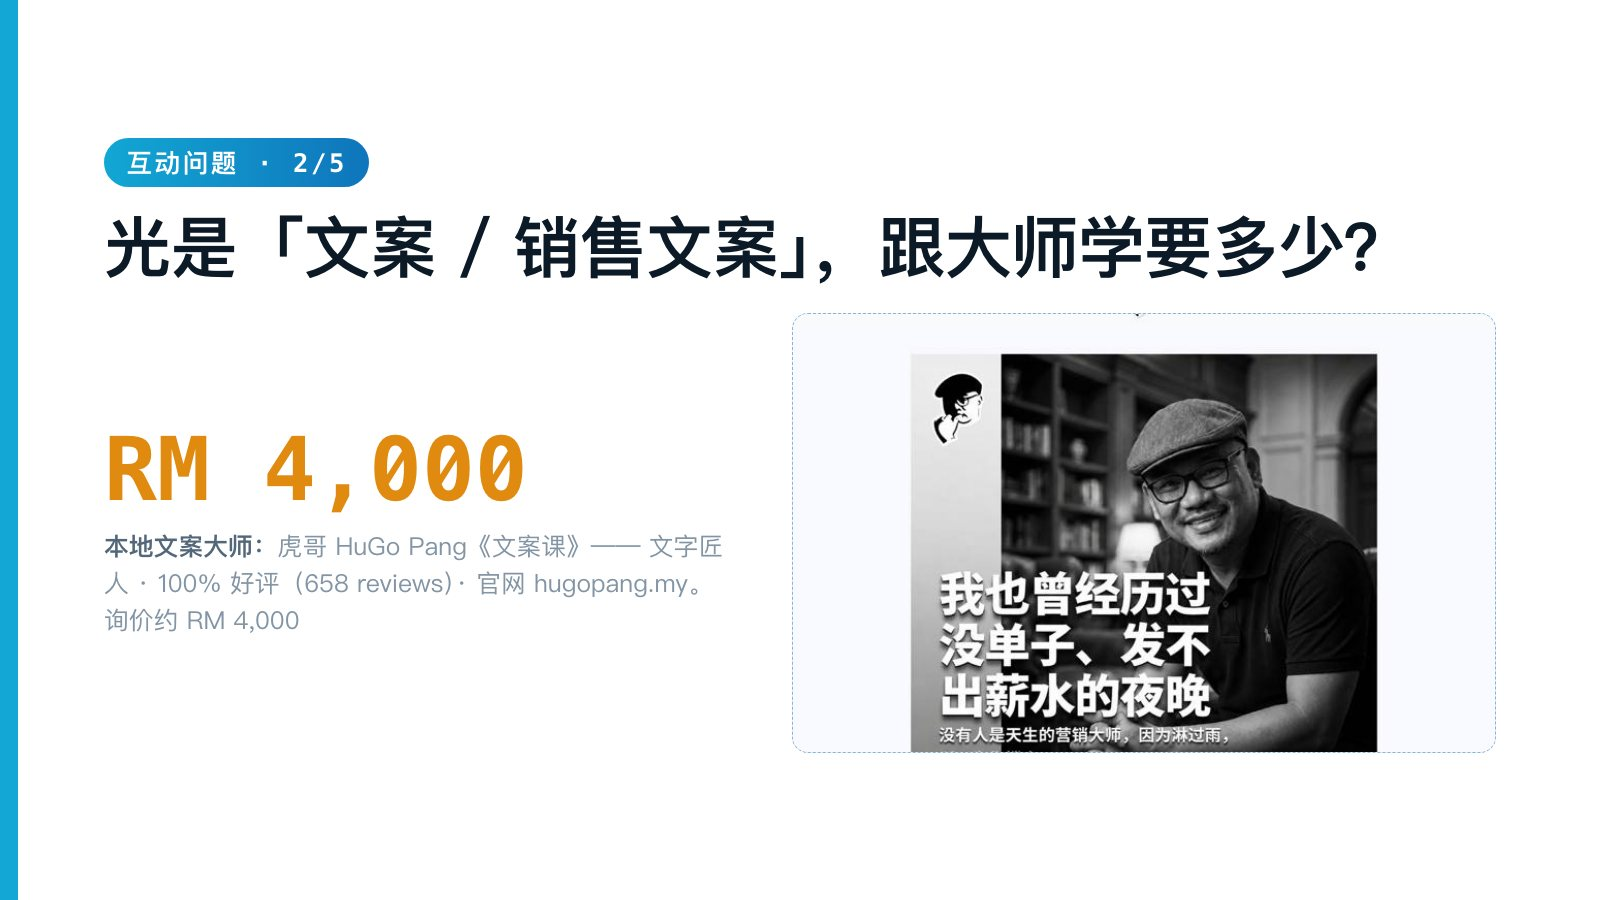 互动问题 · 2/5
光是「文案 / 销售文案」，跟大师学要多少？
RM 4,000
本地文案大师：虎哥 HuGo Pang《文案课》—— 文字匠
人 · 100% 好评（658 reviews）· 官网 hugopang.my。
询价约 RM 4,000
我也曾经历过
没单子、发不
出薪水的夜晚
没有人是天生的营销大师，因为淋过雨，